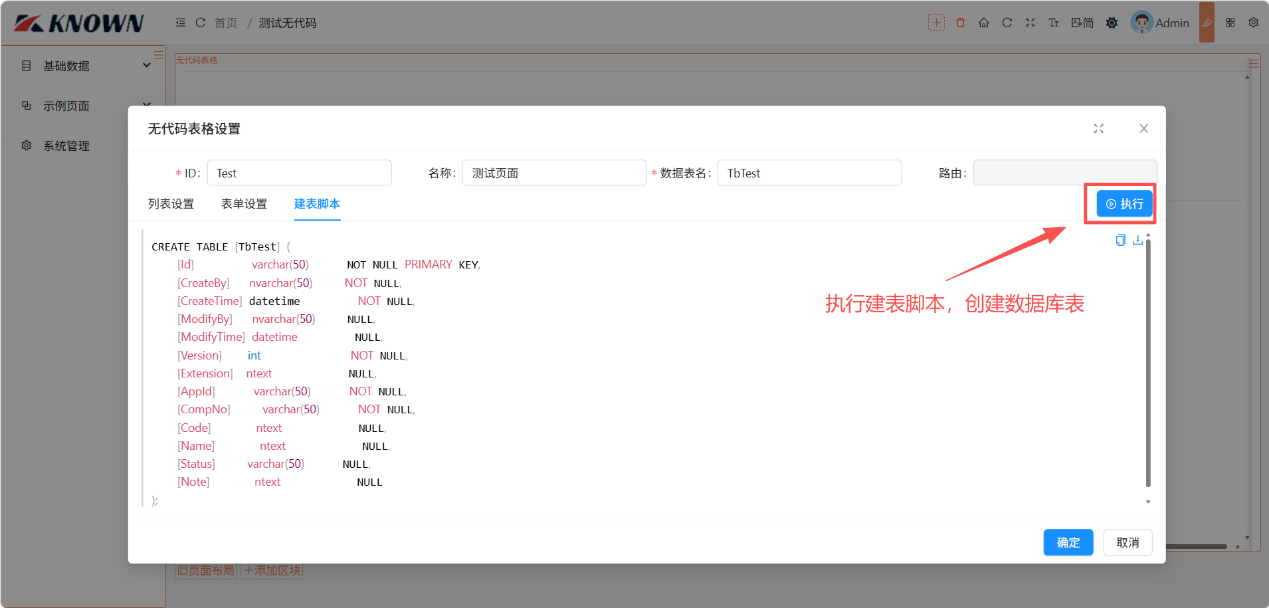 KNOWN
首页 / 测试无代码
简
Admin
基础数据
示例页面
系统管理
无代码表格
无代码表格设置
* ID: Test
名称: 测试页面
* 数据表名: TbTest
路由:
列表设置 表单设置 建表脚本
执行
CREATE TABLE [TbTest] (
[Id] varchar(50) NOT NULL PRIMARY KEY,
[CreateBy] nvarchar(50) NOT NULL,
[CreateTime] datetime NOT NULL,
[ModifyBy] nvarchar(50) NULL,
[ModifyTime] datetime NULL,
[Version] int NOT NULL,
[Extension] ntext NULL,
[AppId] varchar(50) NOT NULL,
[CompNo] varchar(50) NOT NULL,
[Code] ntext NULL,
[Name] ntext NULL,
[Status] varchar(50) NULL,
[Note] ntext NULL
);
执行建表脚本，创建数据库表
确定 取消
页面布局 +添加区块